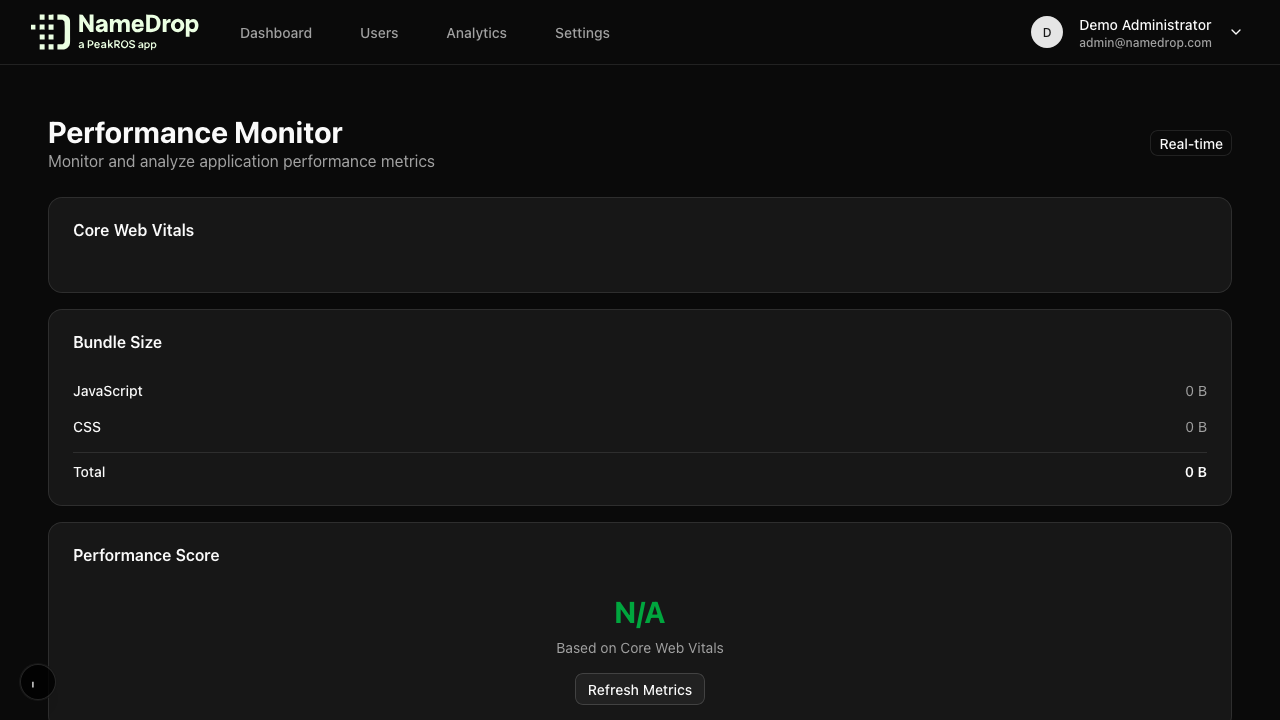 NameDrop
a PeakROS app
Dashboard
Users
Analytics
Settings
D
Demo Administrator
admin@namedrop.com
Performance Monitor
Monitor and analyze application performance metrics
Real-time
Core Web Vitals
Bundle Size
JavaScript 0 B
CSS 0 B
Total 0 B
Performance Score
N/A
Based on Core Web Vitals
Refresh Metrics